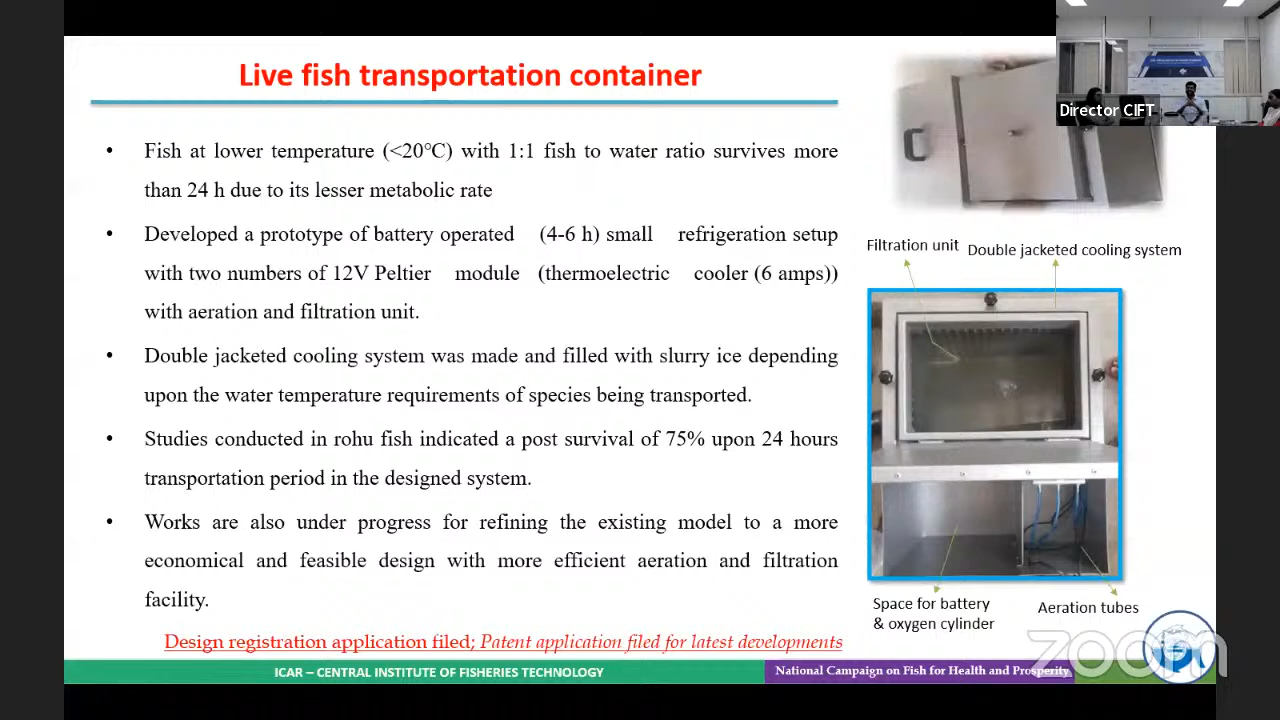 Live fish transportation container
Director CIFT
• Fish at lower temperature (<20℃) with 1:1 fish to water ratio survives more
than 24 h due to its lesser metabolic rate
• Developed a prototype of battery operated (4-6 h) small refrigeration setup
with two numbers of 12V Peltier module (thermoelectric cooler (6 amps))
with aeration and filtration unit.
• Double jacketed cooling system was made and filled with slurry ice depending
upon the water temperature requirements of species being transported.
• Studies conducted in rohu fish indicated a post survival of 75% upon 24 hours
transportation period in the designed system.
• Works are also under progress for refining the existing model to a more
economical and feasible design with more efficient aeration and filtration
facility.
Design registration application filed; Patent application filed for latest developments
Filtration unit
Double jacketed cooling system
Space for battery
& oxygen cylinder
Aeration tubes
ICAR – CENTRAL INSTITUTE OF FISHERIES TECHNOLOGY
National Campaign on Fish for Health and Prosperity
zoom